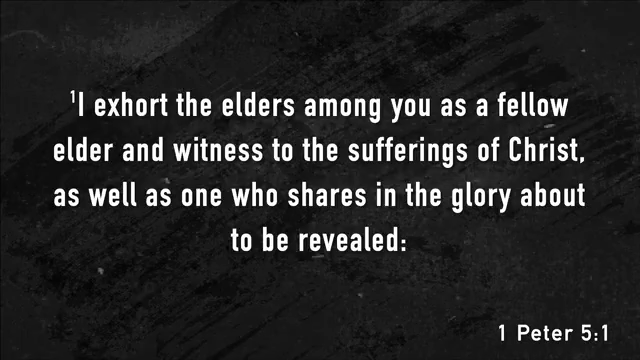 ¹I exhort the elders among you as a fellow
elder and witness to the sufferings of Christ,
as well as one who shares in the glory about
to be revealed:
1 Peter 5:1